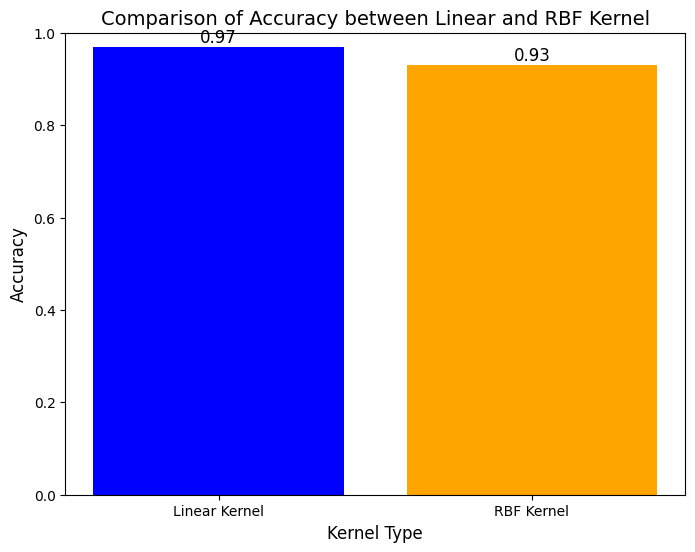 Comparison of Accuracy between Linear and RBF Kernel
1.0
0.97
0.93
0.8
0.6
Accuracy
0.4
0.2
0.0
Linear Kernel
RBF Kernel
Kernel Type